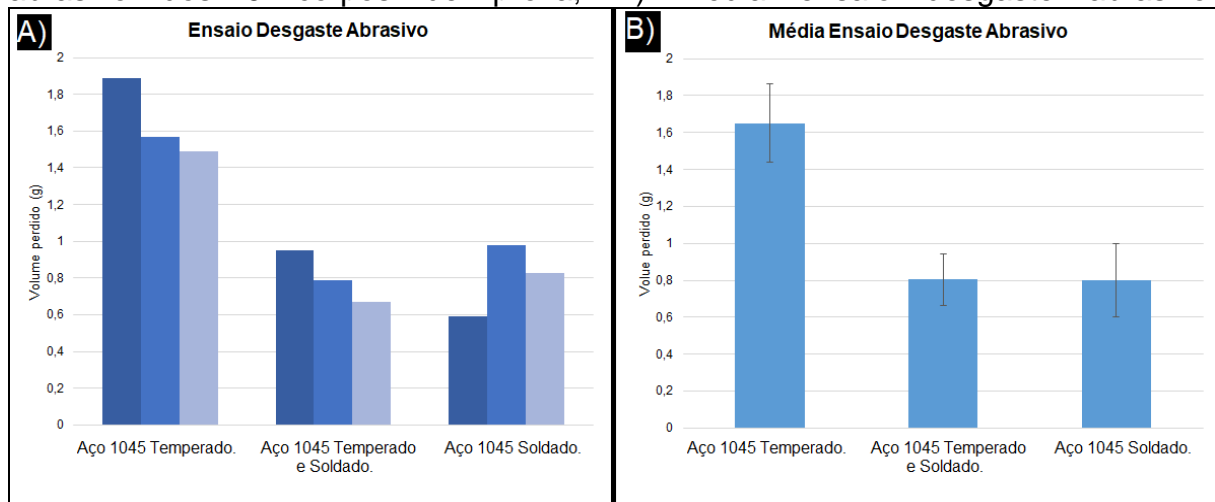 A)
Ensaio Desgaste Abrasivo
Volume perdido (g)
2
1,8
1,6
1,4
1,2
1
0,8
0,6
0,4
0,2
0
Aço 1045 Temperado.
Aço 1045 Temperado
e Soldado.
Aço 1045 Soldado.
B)
Média Ensaio Desgaste Abrasivo
Volue perdido (g)
2
1,8
1,6
1,4
1,2
1
0,8
0,6
0,4
0,2
0
Aço 1045 Temperado.
Aço 1045 Temperado
e Soldado.
Aço 1045 Soldado.